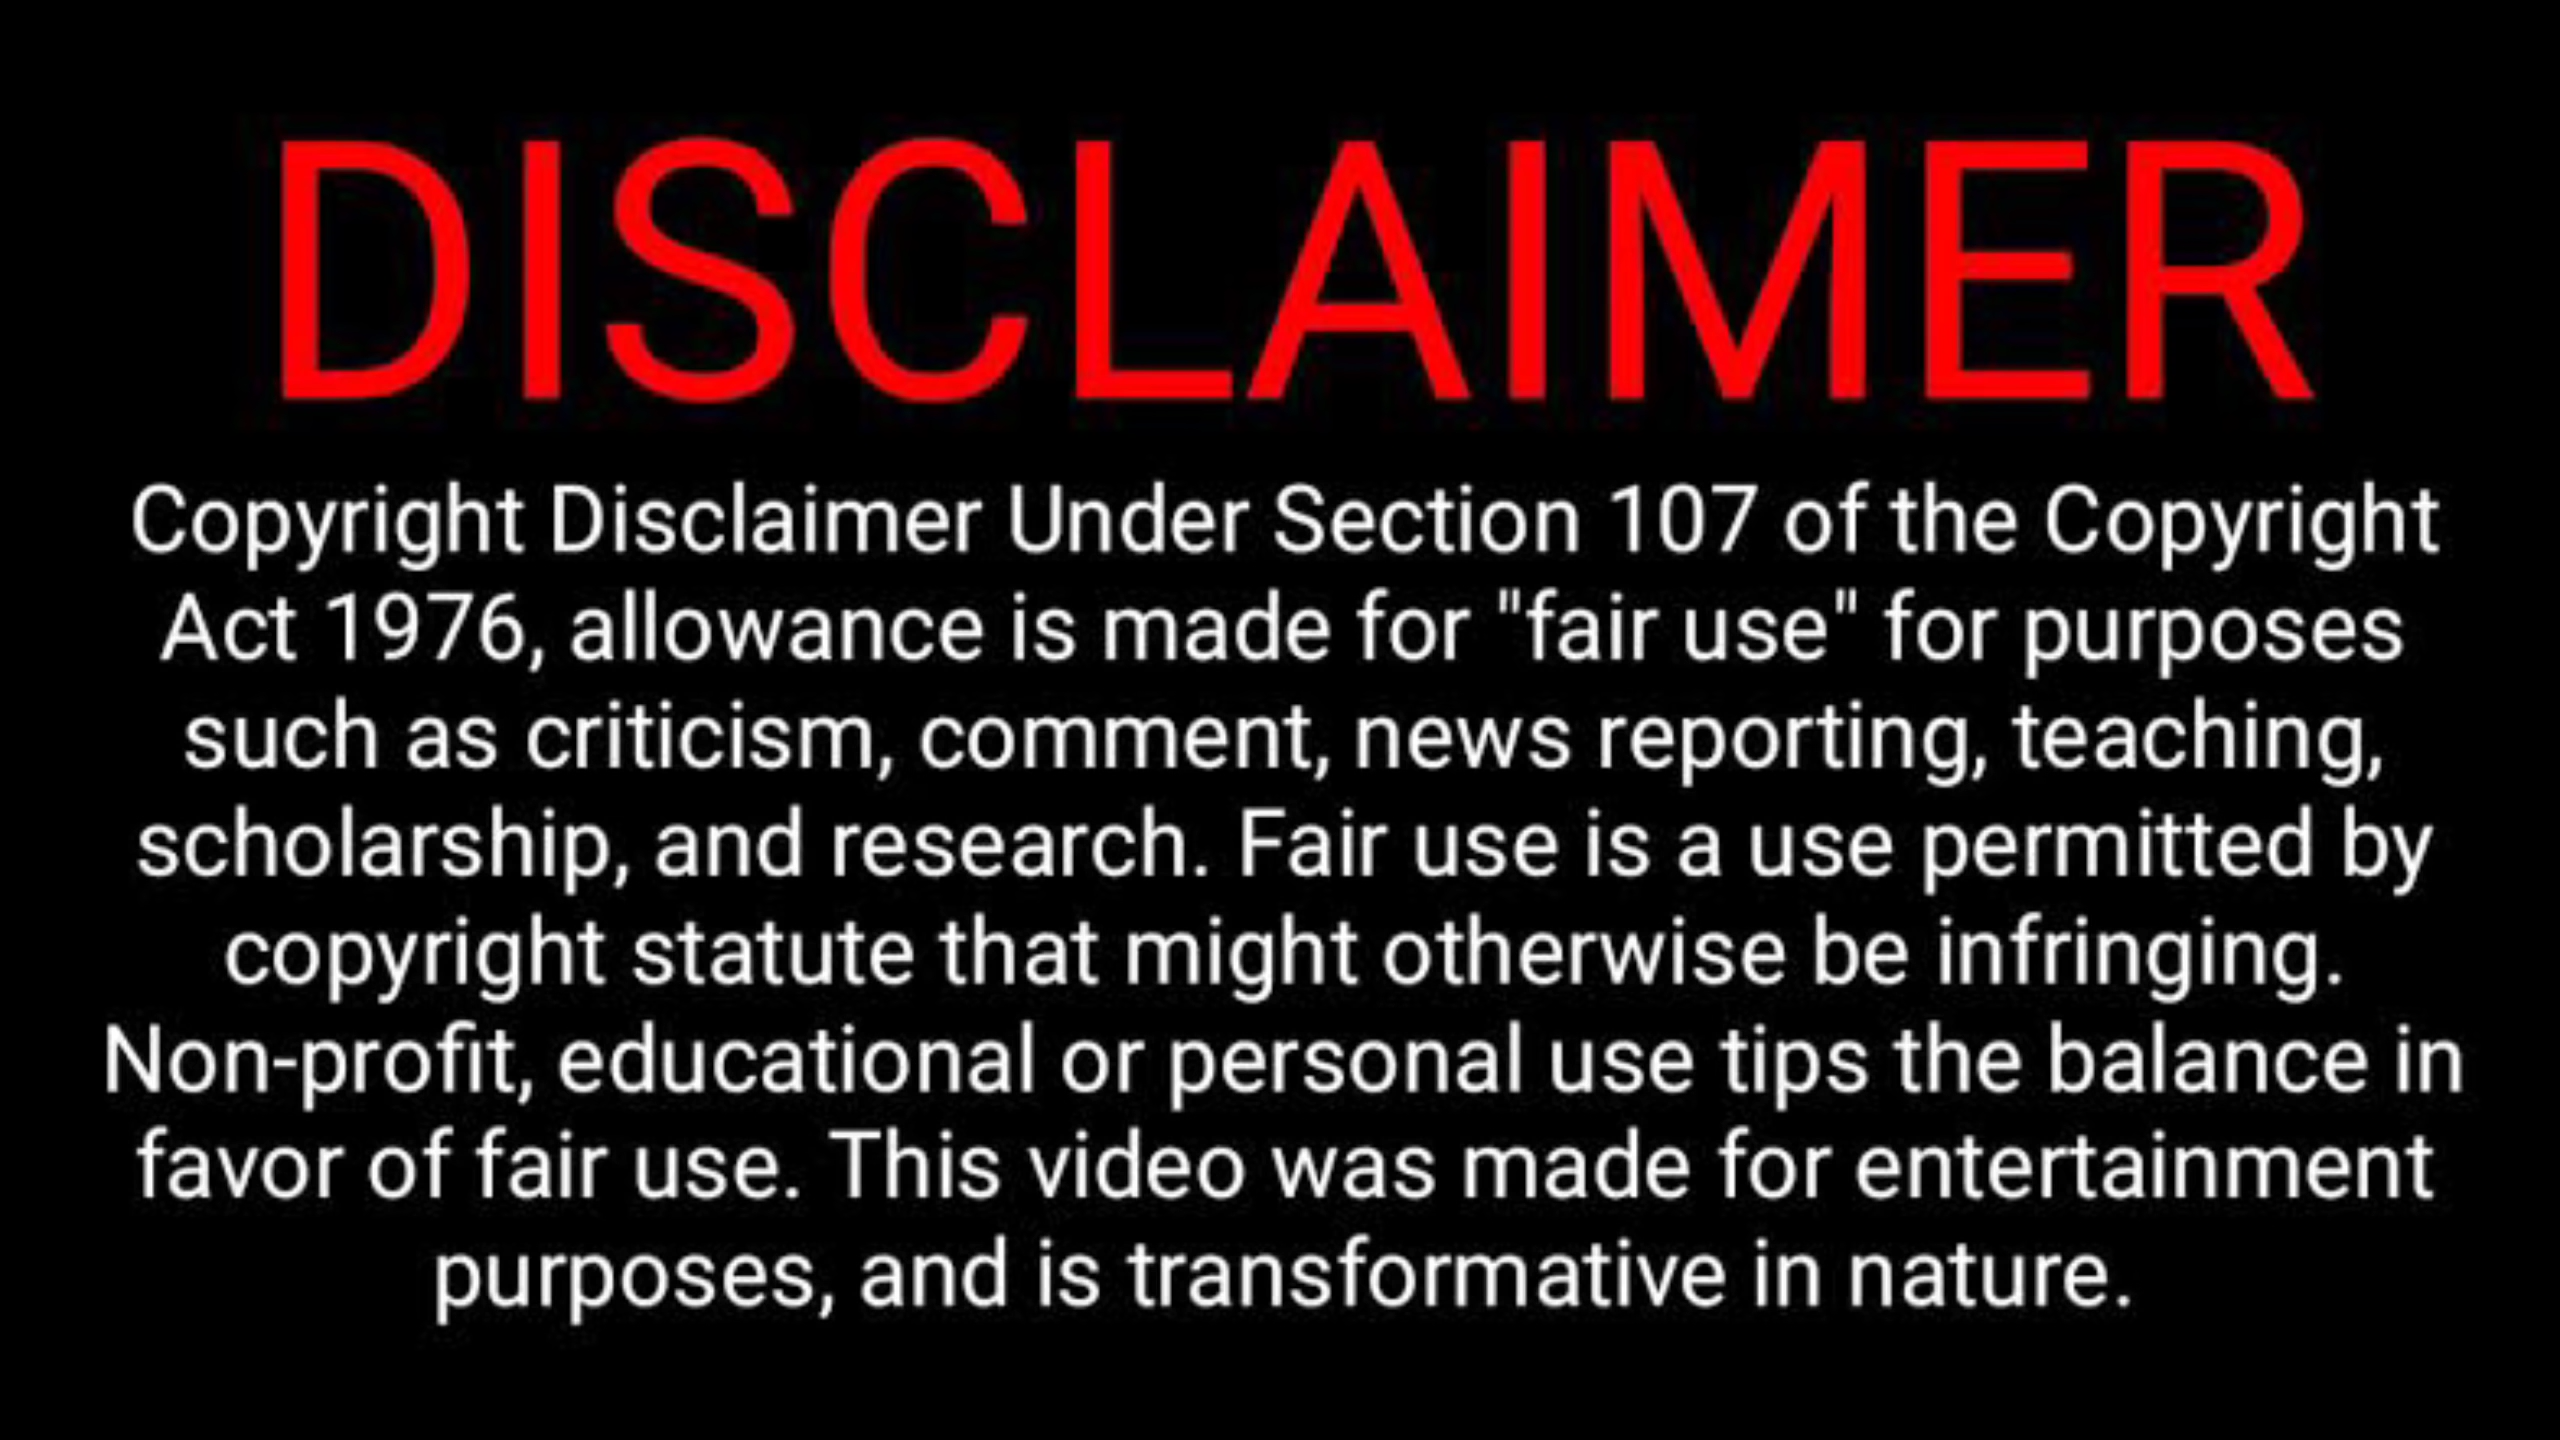 DISCLAIMER
Copyright Disclaimer Under Section 107 of the Copyright
Act 1976, allowance is made for "fair use" for purposes
such as criticism, comment, news reporting, teaching,
scholarship, and research. Fair use is a use permitted by
copyright statute that might otherwise be infringing.
Non-profit, educational or personal use tips the balance in
favor of fair use. This video was made for entertainment
purposes, and is transformative in nature.